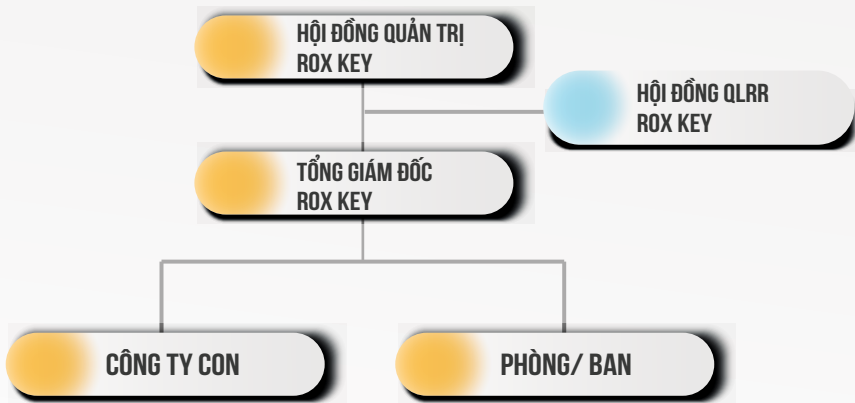 HỘI ĐỒNG QUẢN TRỊ
ROX KEY
HỘI ĐỒNG QLRR
ROX KEY
TỔNG GIÁM ĐỐC
ROX KEY
CÔNG TY CON
PHÒNG/ BAN